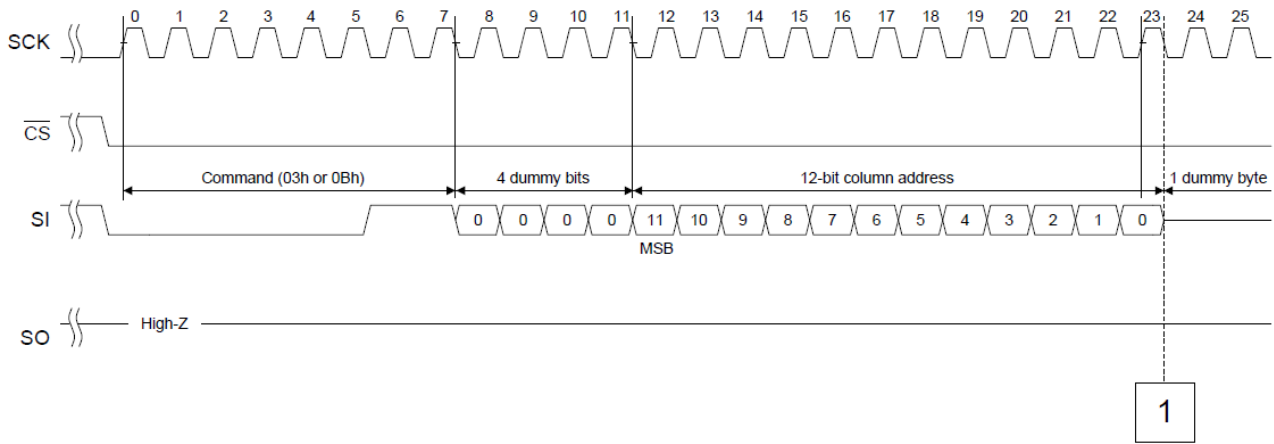 0 1 2 3 4 5 6 7 8 9 10 11 12 13 14 15 16 17 18 19 20 21 22 23 24 25
SCK
CS
Command (03h or 0Bh) 4 dummy bits 12-bit column address 1 dummy byte
SI 0 0 0 0 11 10 9 8 7 6 5 4 3 2 1 0
MSB
SO High-Z
1